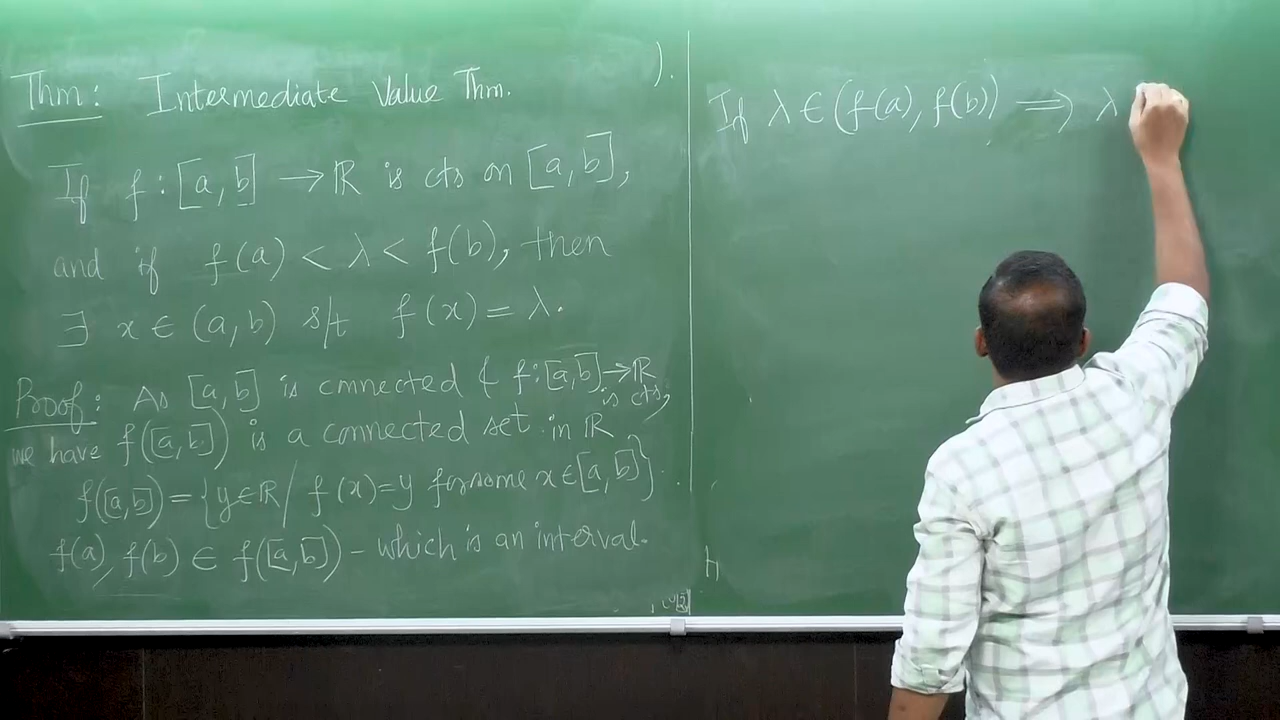 Thm: Intermediate Value Thm.
If f : [a, b] → ℝ is cts on [a, b],
and if f(a) < λ < f(b), then
∃ x ∈ (a, b) s/t f(x) = λ.
Proof: As [a, b] is connected & f: [a,b] → ℝ
is cts,
we have f([a, b]) is a connected set in ℝ
f([a,b]) = {y ∈ ℝ / f(x) = y for some x ∈ [a, b]}.
f(a), f(b) ∈ f([a, b]) - which is an interval.
).
If λ ∈ (f(a), f(b)) ⟹ λ